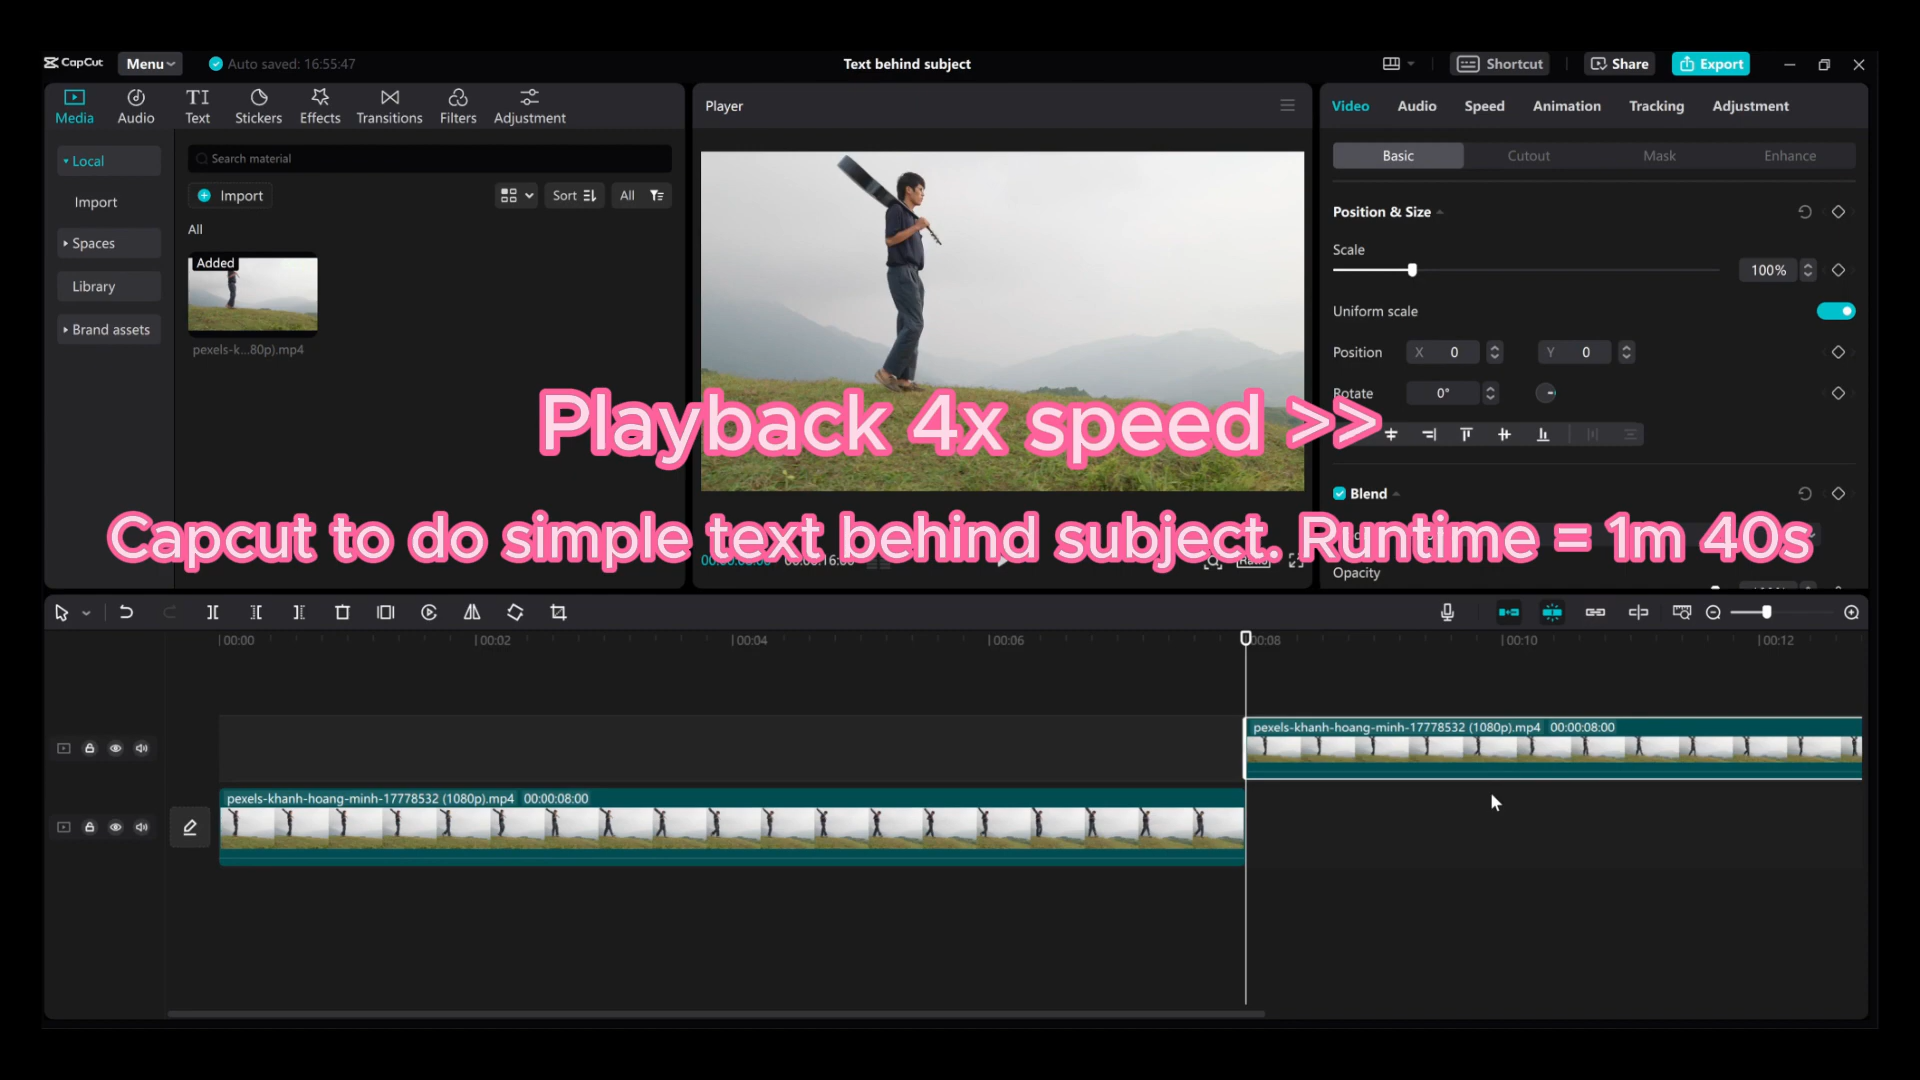 CapCut
Menu
Auto saved: 16:55:47
Text behind subject
Shortcut
Share
Export
Media
Audio
Text
Stickers
Effects
Transitions
Filters
Adjustment
Player
Video
Audio
Speed
Animation
Tracking
Adjustment
Local
Import
Spaces
Library
Brand assets
Search material
Import
Sort
All
All
Added
pexels-k...80p).mp4
Basic
Cutout
Mask
Enhance
Position & Size
Scale
100%
Uniform scale
Position
X 0
Y 0
Rotate
0°
Playback 4x speed >>
Blend
Capcut to do simple text behind subject. Runtime = 1m 40s
Opacity
00:00
00:02
00:04
00:06
00:08
00:10
00:12
pexels-khanh-hoang-minh-17778532 (1080p).mp4 00:00:08:00
pexels-khanh-hoang-minh-17778532 (1080p).mp4 00:00:08:00